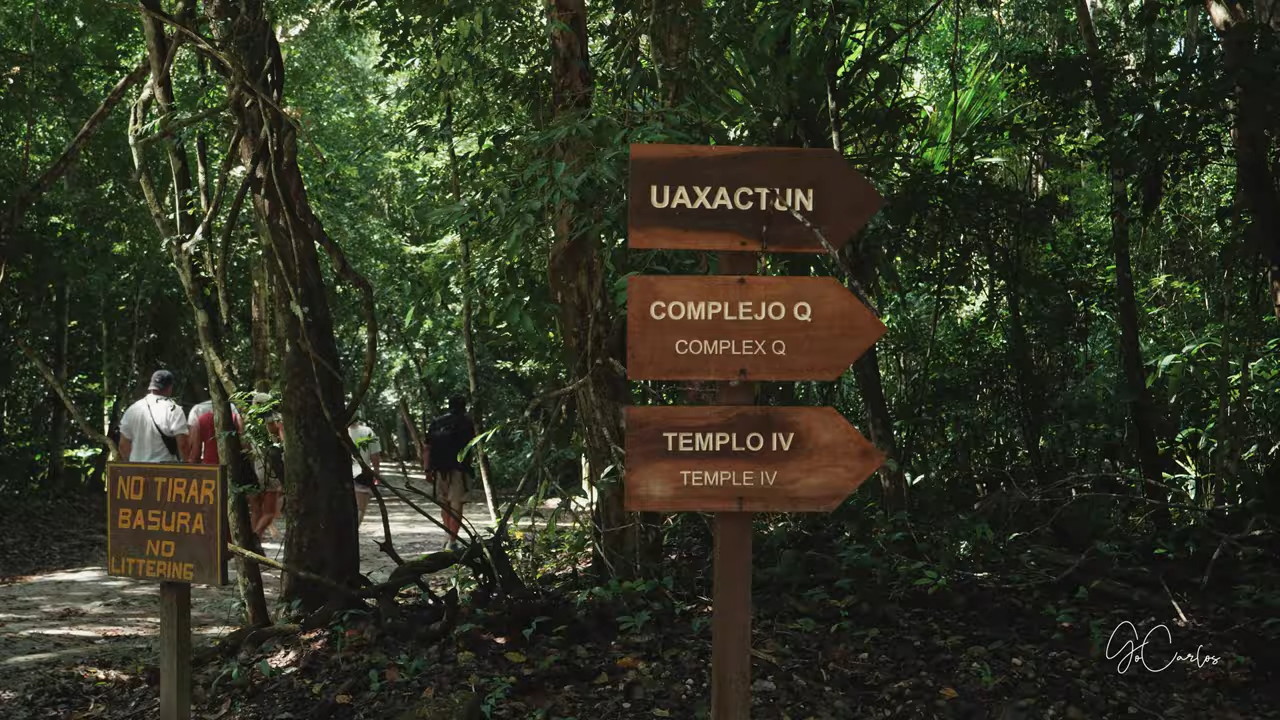 UAXACTUN
COMPLEJO Q
COMPLEX Q
TEMPLO IV
TEMPLE IV
NO TIRAR
BASURA
NO
LITTERING
GoCarlos